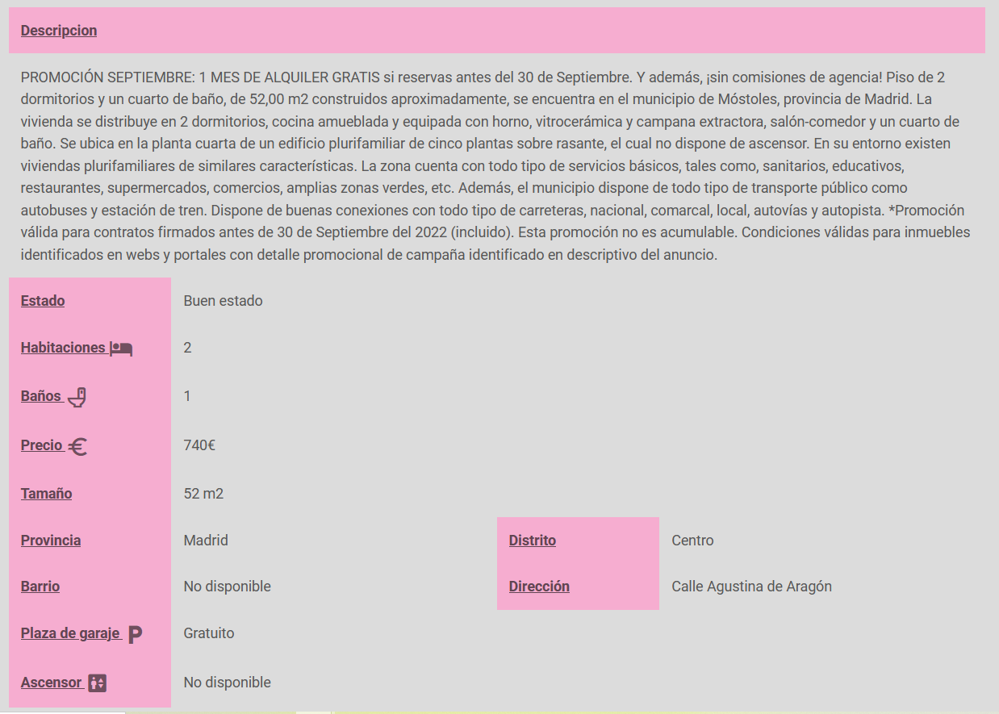 Descripcion
PROMOCIÓN SEPTIEMBRE: 1 MES DE ALQUILER GRATIS si reservas antes del 30 de Septiembre. Y además, ¡sin comisiones de agencia! Piso de 2
dormitorios y un cuarto de baño, de 52,00 m2 construidos aproximadamente, se encuentra en el municipio de Móstoles, provincia de Madrid. La
vivienda se distribuye en 2 dormitorios, cocina amueblada y equipada con horno, vitrocerámica y campana extractora, salón-comedor y un cuarto de
baño. Se ubica en la planta cuarta de un edificio plurifamiliar de cinco plantas sobre rasante, el cual no dispone de ascensor. En su entorno existen
viviendas plurifamiliares de similares características. La zona cuenta con todo tipo de servicios básicos, tales como, sanitarios, educativos,
restaurantes, supermercados, comercios, amplias zonas verdes, etc. Además, el municipio dispone de todo tipo de transporte público como
autobuses y estación de tren. Dispone de buenas conexiones con todo tipo de carreteras, nacional, comarcal, local, autovías y autopista. *Promoción
válida para contratos firmados antes de 30 de Septiembre del 2022 (incluido). Esta promoción no es acumulable. Condiciones válidas para inmuebles
identificados en webs y portales con detalle promocional de campaña identificado en descriptivo del anuncio.
Estado Buen estado
Habitaciones 2
Baños 1
Precio € 740€
Tamaño 52 m2
Provincia Madrid Distrito Centro
Barrio No disponible Dirección Calle Agustina de Aragón
Plaza de garaje P Gratuito
Ascensor No disponible